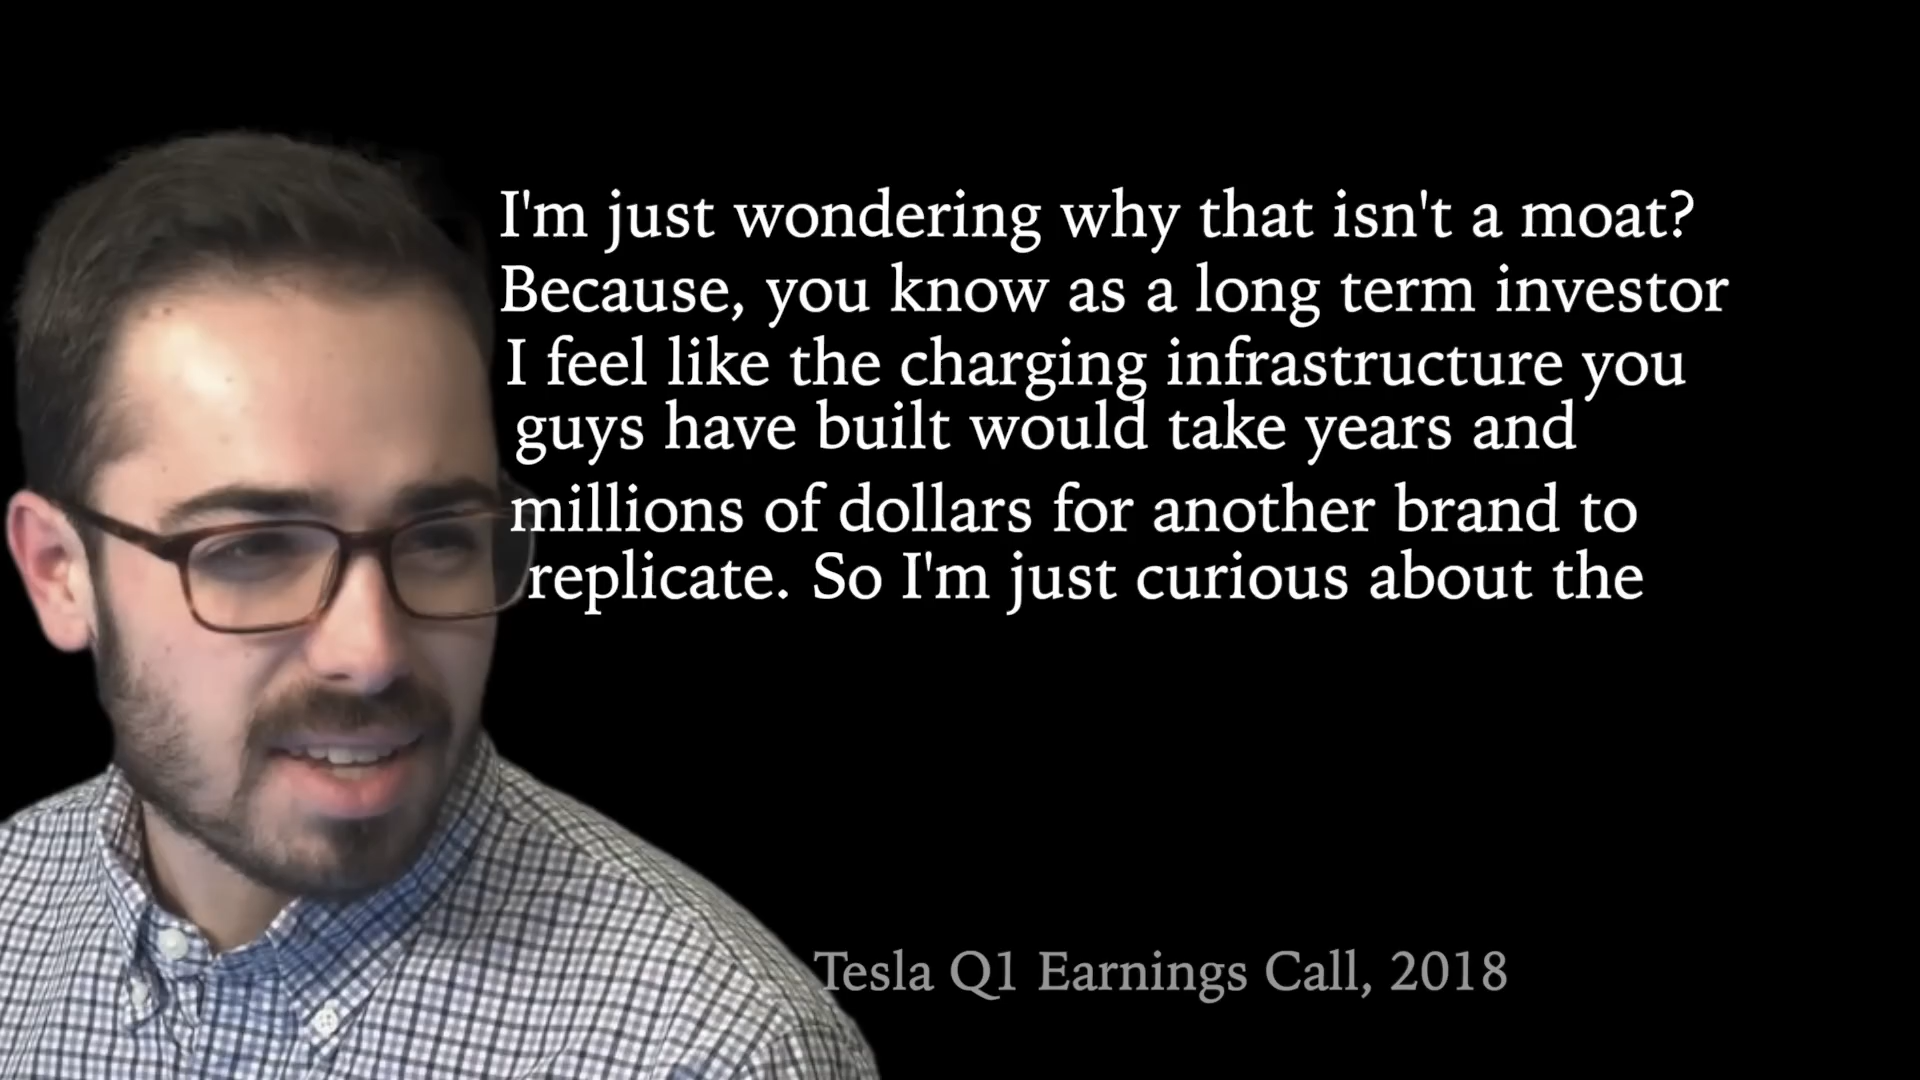 I'm just wondering why that isn't a moat?
Because, you know as a long term investor
I feel like the charging infrastructure you
guys have built would take years and
millions of dollars for another brand to
replicate. So I'm just curious about the
Tesla Q1 Earnings Call, 2018